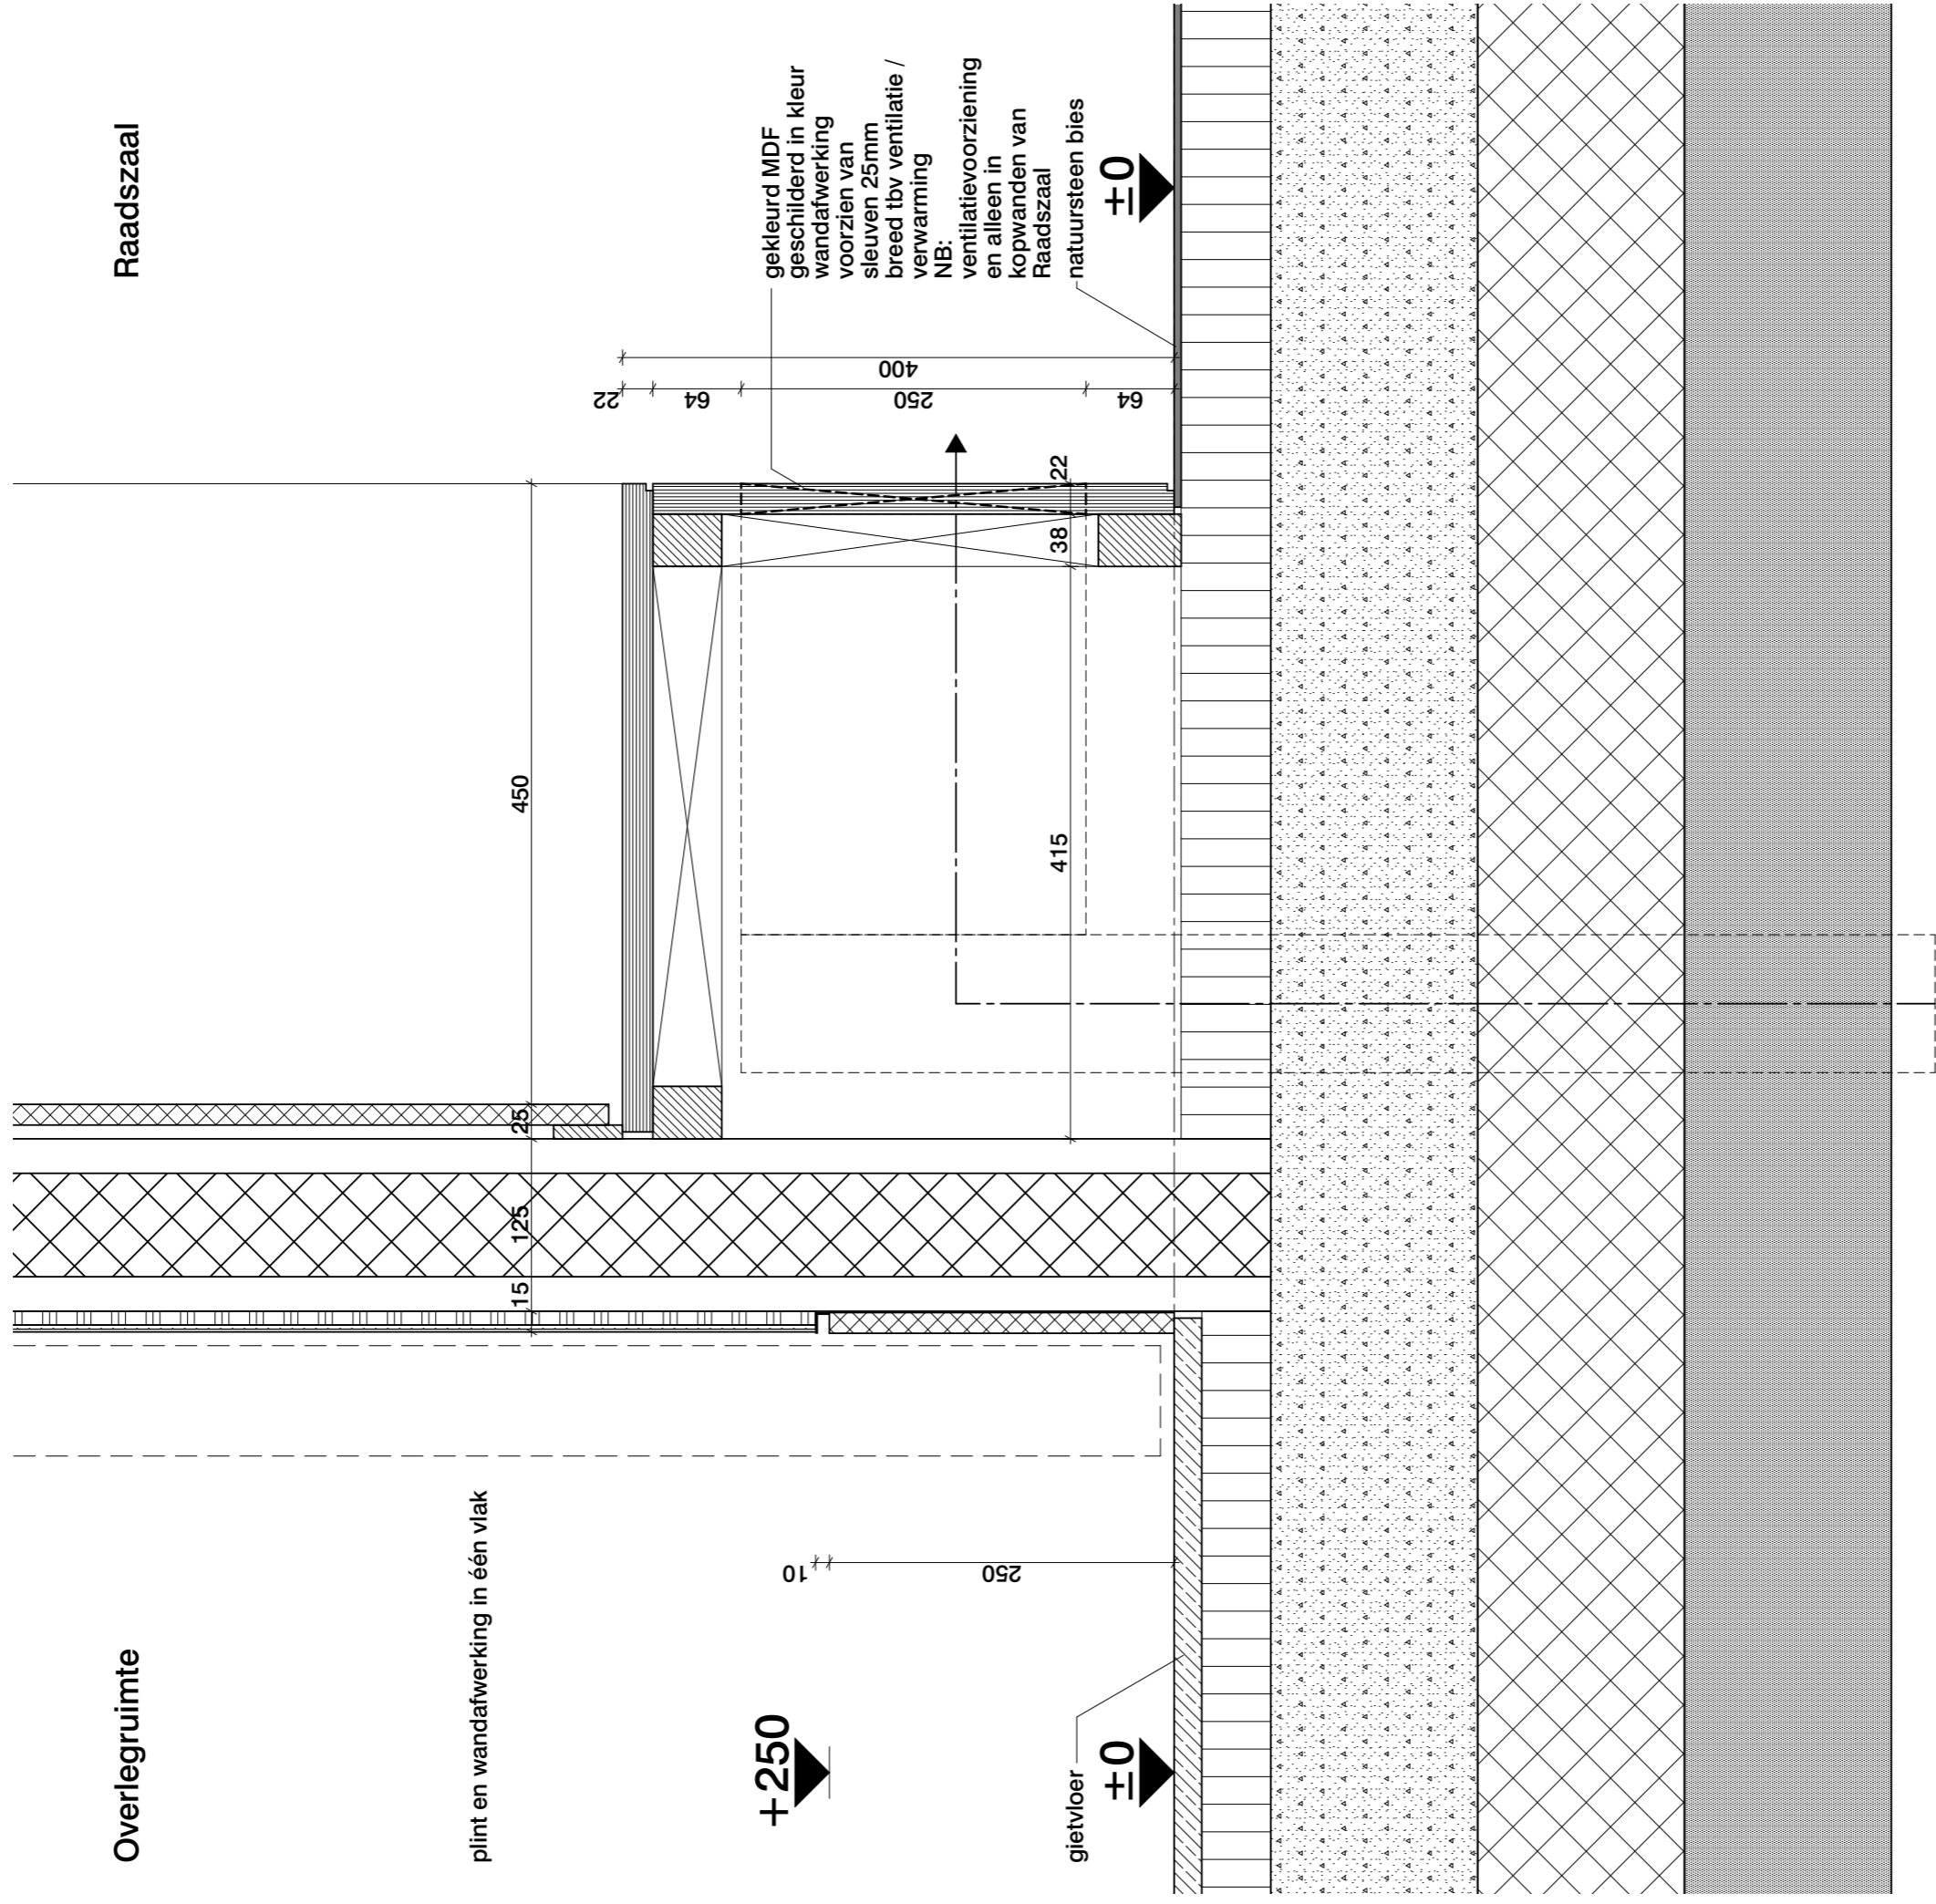 Overlegruimte
Raadszaal
plint en wandafwerking in één vlak
450
25
125
15
gekleurd MDF
geschilderd in kleur
wandafwerking
voorzien van
sleuven 25mm
breed tbv ventilatie /
verwarming
NB:
ventilatievoorziening
en alleen in
kopwanden van
Raadszaal
natuursteen bies
22
64
250
64
400
22
38
415
+250
10
250
gietvloer
±0
±0